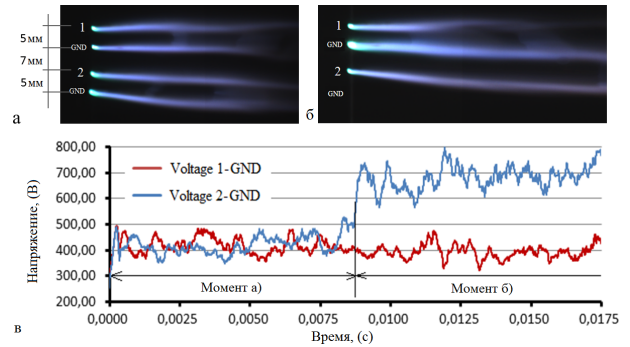 1
5 мм
GND
7 мм
2
5 мм
GND
а
1
GND
2
GND
б
800,00
700,00
600,00
500,00
400,00
300,00
200,00
Напряжение, (В)
Voltage 1-GND
Voltage 2-GND
Момент а)
Момент б)
0,0000
0,0025
0,0050
0,0075
0,0100
0,0125
0,0150
0,0175
Время, (с)
в